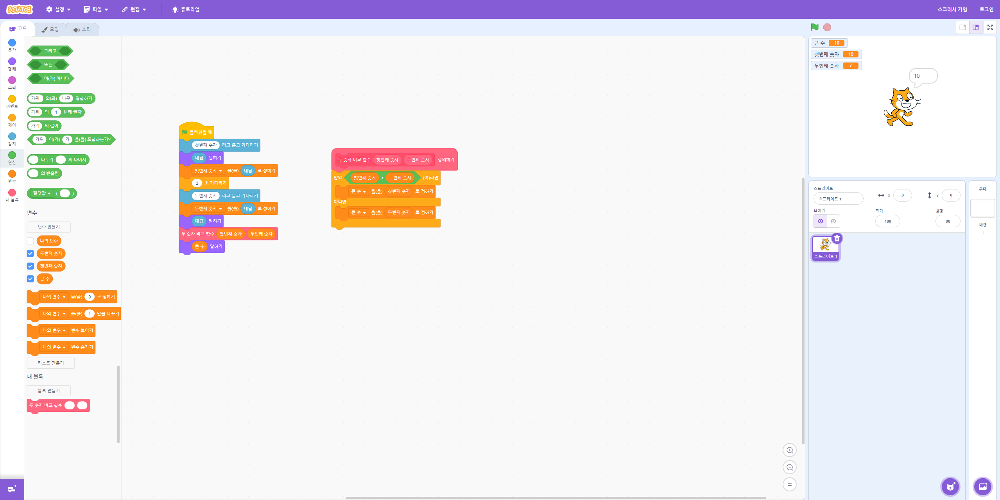 SCRATCH 설정 파일 편집 튜토리얼 스크래치 가입 로그인
코드 모양 소리
동작
형태
소리
이벤트
제어
감지
연산
변수
내 블록
그리고
또는
이(가) 아니다
가위 와(과) 나무 결합하기
가위 의 1 번째 글자
가위 의 길이
가위 이(가) 가 을(를) 포함하는가?
나누기 의 나머지
의 반올림
절댓값 ( )
변수
변수 만들기
나의 변수
두번째 숫자
첫번째 숫자
큰 수
나의 변수 을(를) 0 로 정하기
나의 변수 을(를) 1 만큼 바꾸기
나의 변수 변수 보이기
나의 변수 변수 숨기기
리스트 만들기
내 블록
블록 만들기
두 숫자 비교 함수
클릭했을 때
첫번째 숫자 라고 묻고 기다리기
대답 말하기
첫번째 숫자 을(를) 대답 로 정하기
2 초 기다리기
두번째 숫자 라고 묻고 기다리기
두번째 숫자 을(를) 대답 로 정하기
대답 말하기
두 숫자 비교 함수 첫번째 숫자 두번째 숫자
큰 수 말하기
두 숫자 비교 함수 첫번째 숫자 두번째 숫자 정의하기
만약 첫번째 숫자 > 두번째 숫자 (이)라면
큰 수 을(를) 첫번째 숫자 로 정하기
아니면
큰 수 을(를) 두번째 숫자 로 정하기
큰 수 10
첫번째 숫자 10
두번째 숫자 7
10
스프라이트
스프라이트 1 x 0 y 0
보이기 크기 방향
100 90
스프라이트 1
무대
배경
1